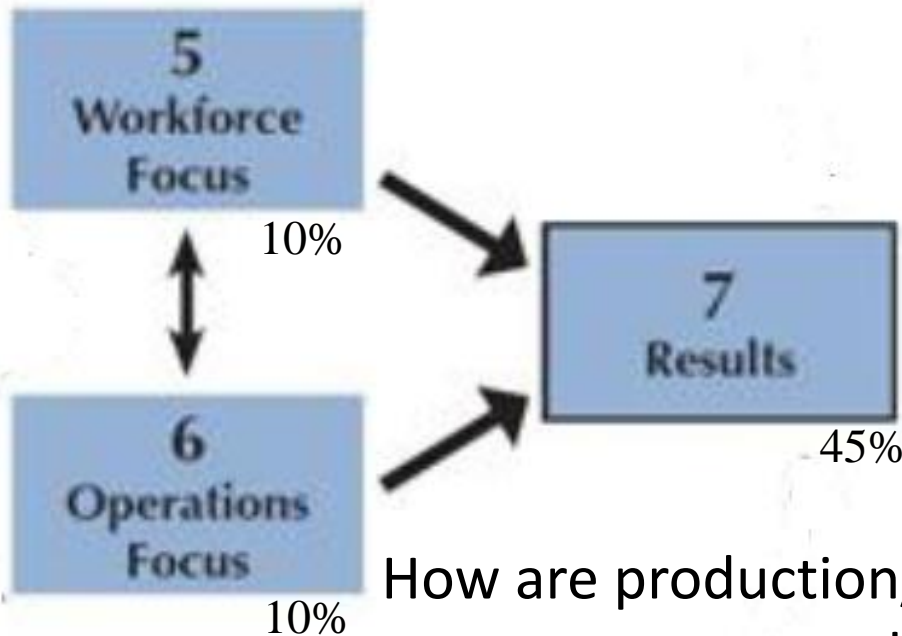 5
Workforce
Focus
10%
7
Results
45%
6
Operations
Focus
10%
How are production,